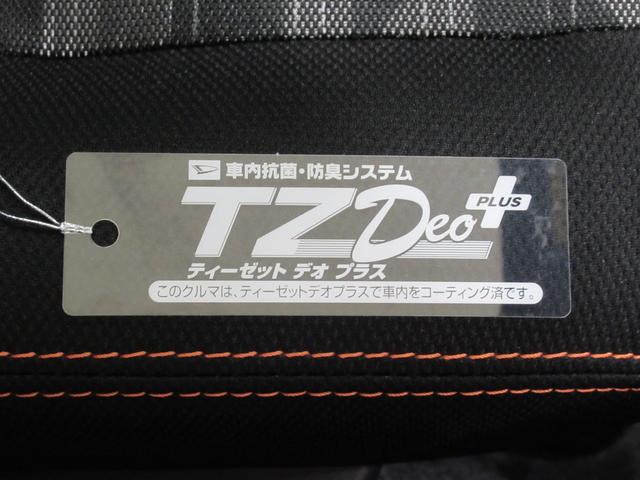 車内抗菌・防臭システム
TZ Deo PLUS
ティーゼット デオ プラス
このクルマは、ティーゼットデオプラスで車内をコーティング済です。